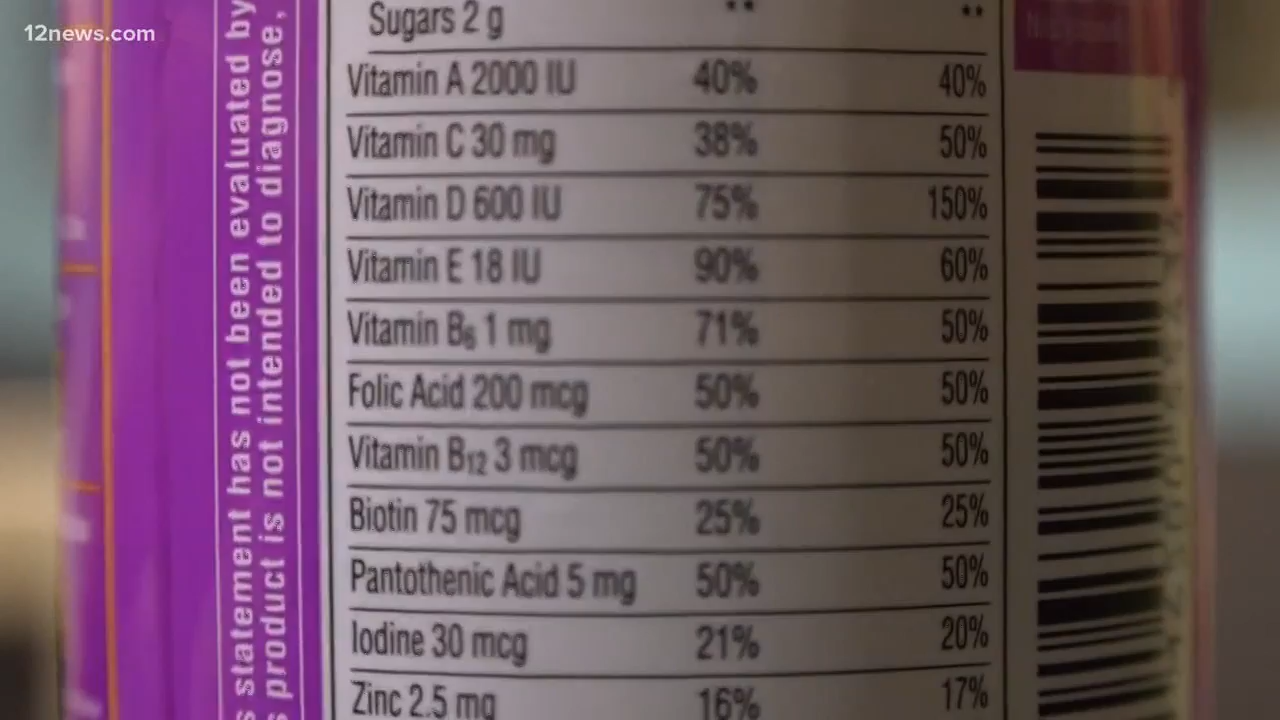 12news.com
s statement has not been evaluated by
s product is not intended to diagnose,
Sugars 2 g ** **
Vitamin A 2000 IU 40% 40%
Vitamin C 30 mg 38% 50%
Vitamin D 600 IU 75% 150%
Vitamin E 18 IU 90% 60%
Vitamin B6 1 mg 71% 50%
Folic Acid 200 mcg 50% 50%
Vitamin B12 3 mcg 50% 50%
Biotin 75 mcg 25% 25%
Pantothenic Acid 5 mg 50% 50%
Iodine 30 mcg 21% 20%
Zinc 2.5 mg 16% 17%